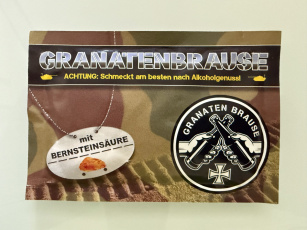 GRANATENBRAUSE
ACHTUNG: Schmeckt am besten nach Alkoholgenuss!
mit
BERNSTEINSÄURE
GRANATEN BRAUSE